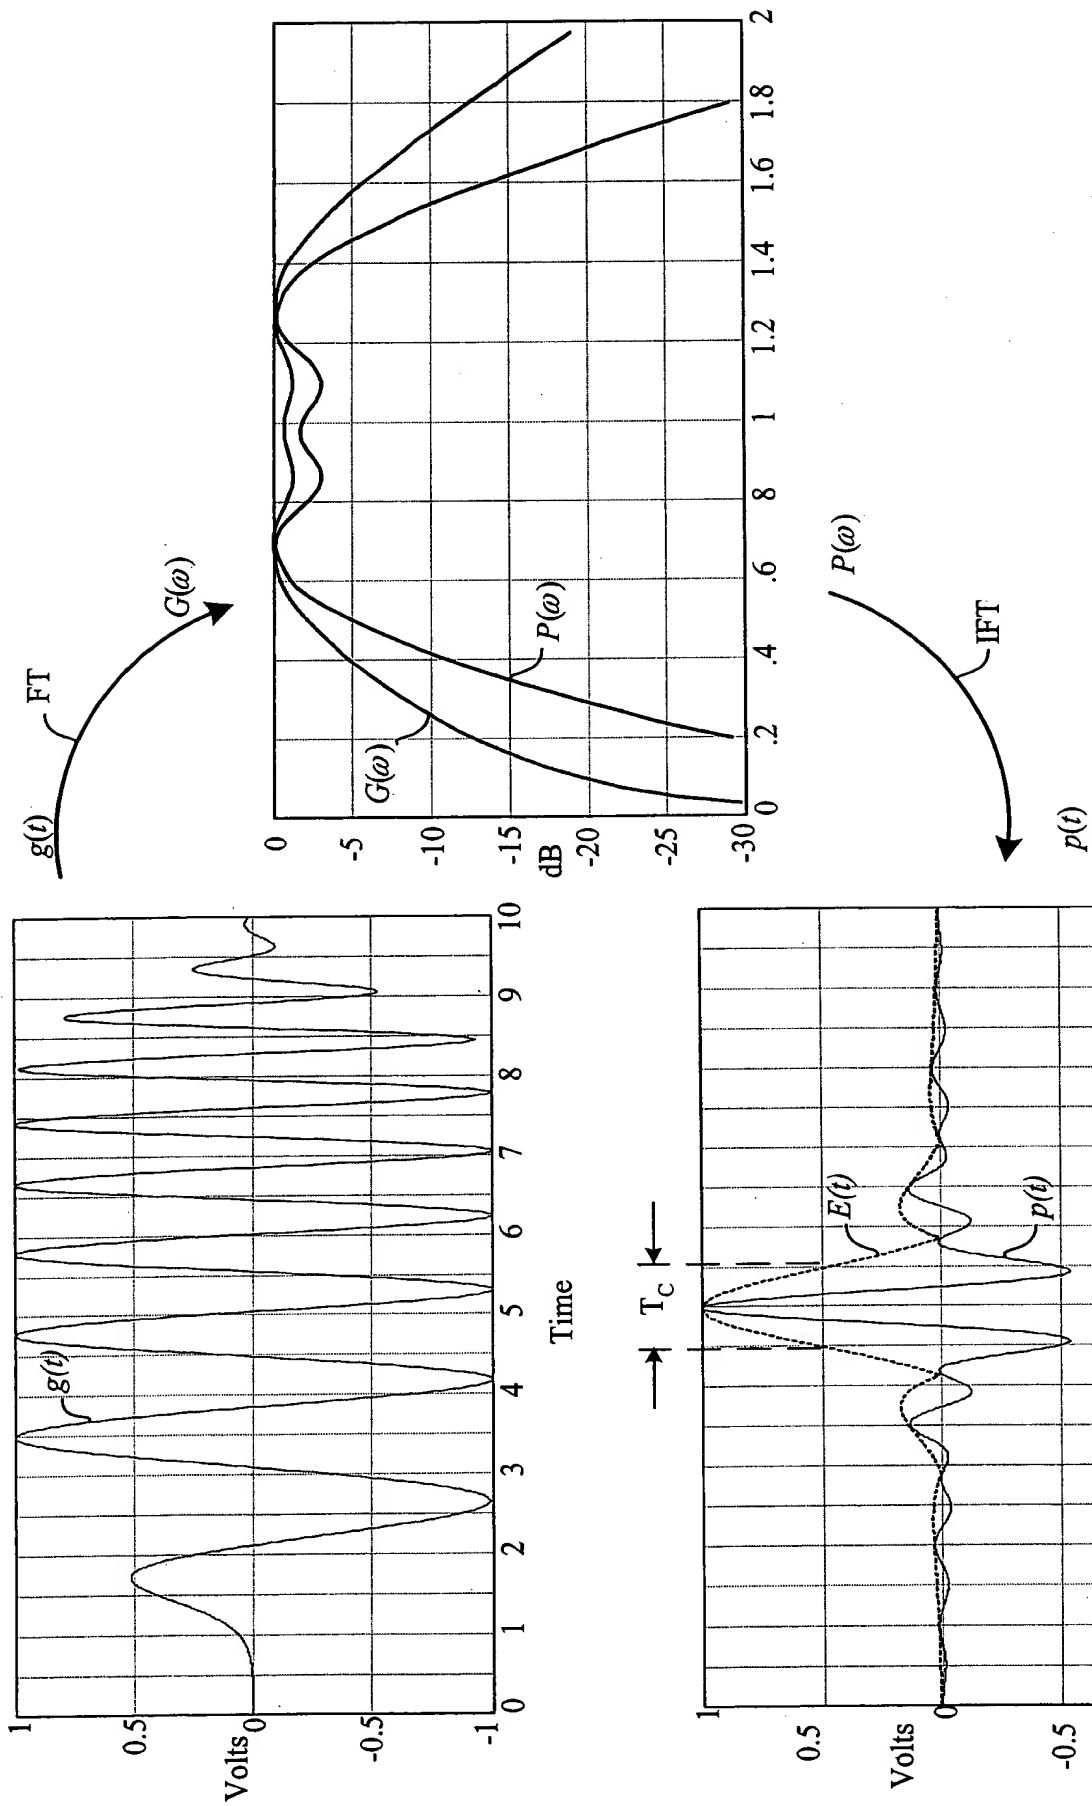 g(t)
FT
G(ω)
1
0.5
Volts 0
-0.5
-1
g(t)
0 1 2 3 4 5 6 7 8 9 10
Time
0
-5
-10
-15
dB
-20
-25
-30
G(ω)
P(ω)
0 .2 .4 .6 .8 1 1.2 1.4 1.6 1.8 2
P(ω)
IFT
p(t)
1
0.5
Volts
0
-0.5
T_C
E(t)
p(t)